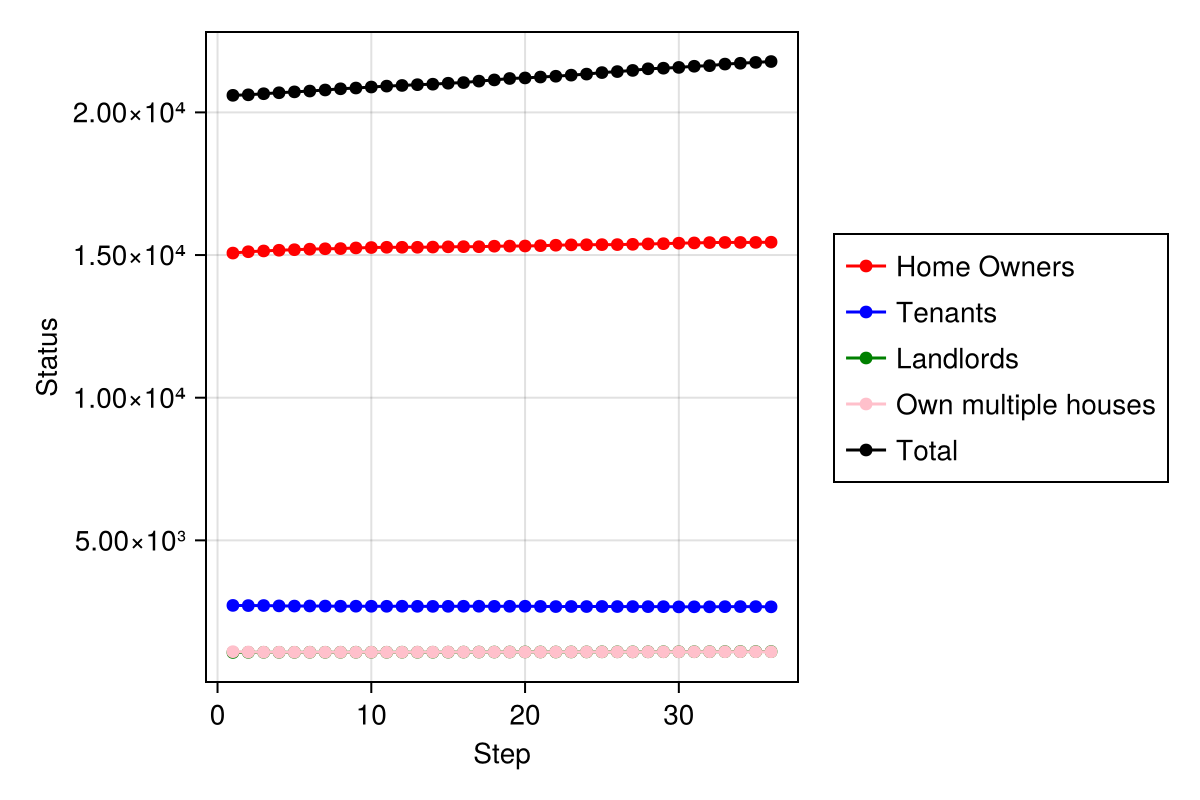 2.00×10⁴
1.50×10⁴
1.00×10⁴
5.00×10³
Status
0 10 20 30
Step
Home Owners
Tenants
Landlords
Own multiple houses
Total